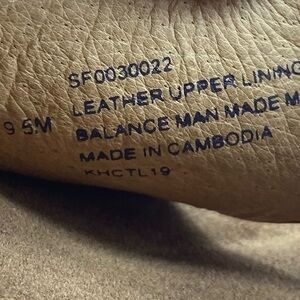 SF0030022
9 5M LEATHER UPPER LINING
BALANCE MAN MADE M
MADE IN CAMBODIA
KHCTL19